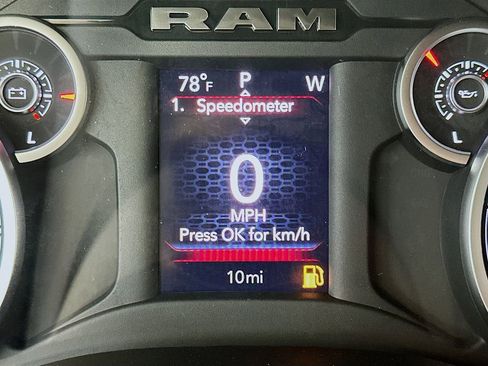 RAM
78°F P W
1. Speedometer
0
MPH
Press OK for km/h
10mi
L
L